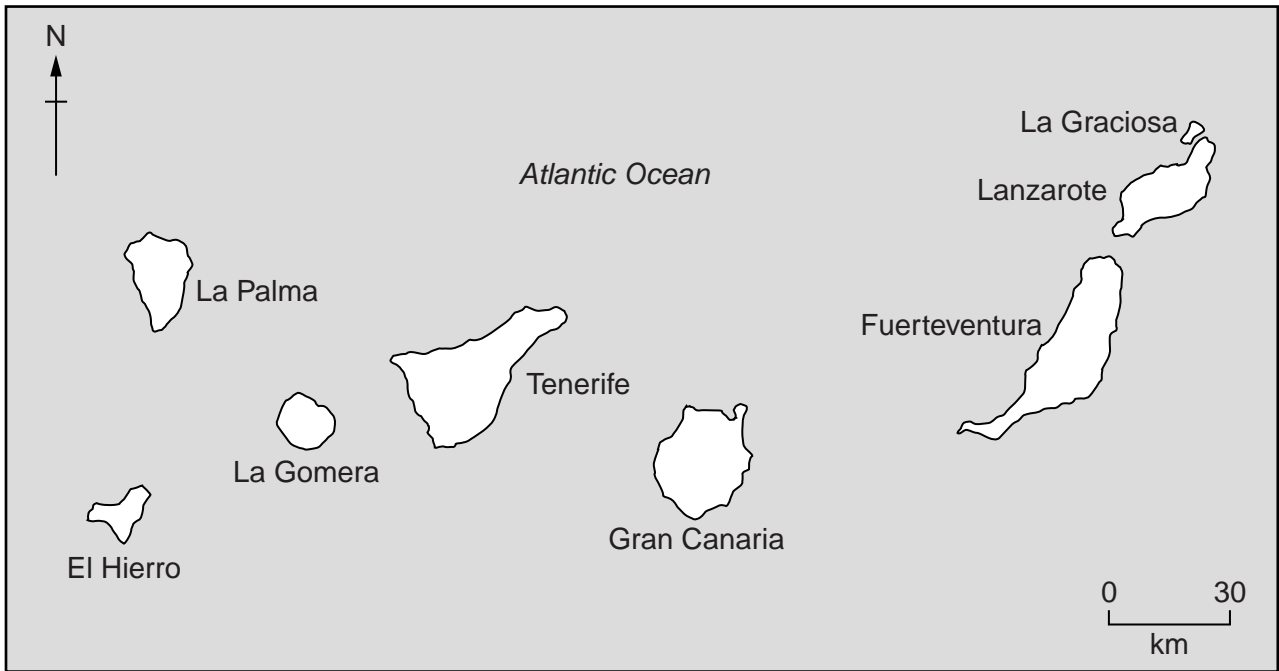 N
La Graciosa
Atlantic Ocean
Lanzarote
La Palma
Fuerteventura
Tenerife
La Gomera
Gran Canaria
El Hierro
0 30
km